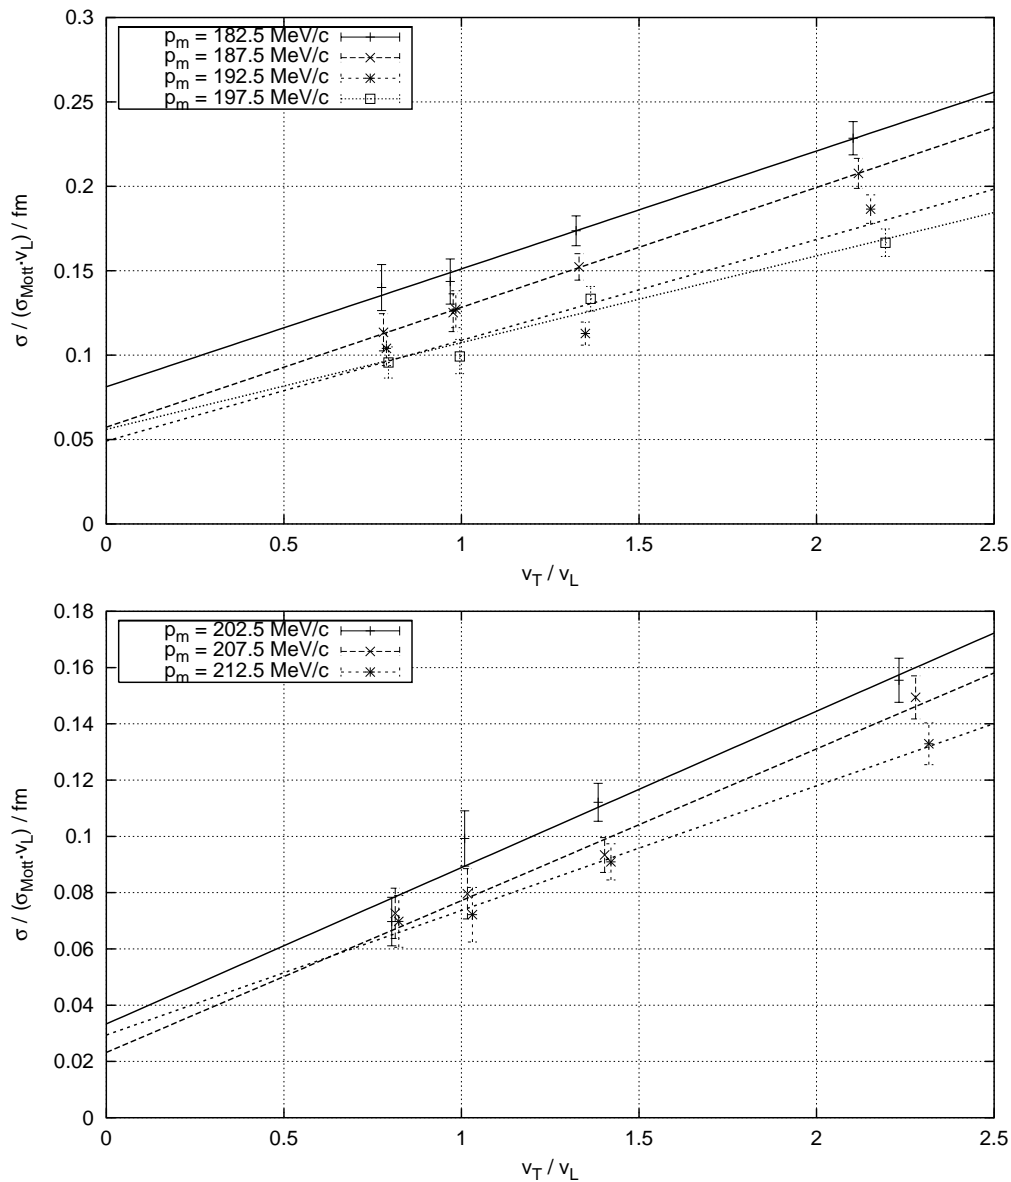 0.3
p_m = 182.5 MeV/c
p_m = 187.5 MeV/c
p_m = 192.5 MeV/c
p_m = 197.5 MeV/c
0.25
0.2
0.15
0.1
0.05
0
σ / (σ_Mott·v_L) / fm
0 0.5 1 1.5 2 2.5
v_T / v_L
0.18
p_m = 202.5 MeV/c
p_m = 207.5 MeV/c
p_m = 212.5 MeV/c
0.16
0.14
0.12
0.1
0.08
0.06
0.04
0.02
0
σ / (σ_Mott·v_L) / fm
0 0.5 1 1.5 2 2.5
v_T / v_L